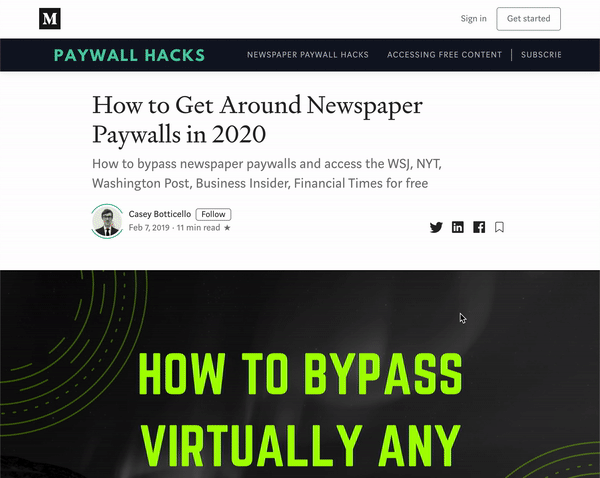 M
Sign in
Get started
PAYWALL HACKS
NEWSPAPER PAYWALL HACKS
ACCESSING FREE CONTENT
SUBSCRIE
How to Get Around Newspaper
Paywalls in 2020
How to bypass newspaper paywalls and access the WSJ, NYT,
Washington Post, Business Insider, Financial Times for free
Casey Botticello
Follow
Feb 7, 2019 · 11 min read ★
HOW TO BYPASS
VIRTUALLY ANY